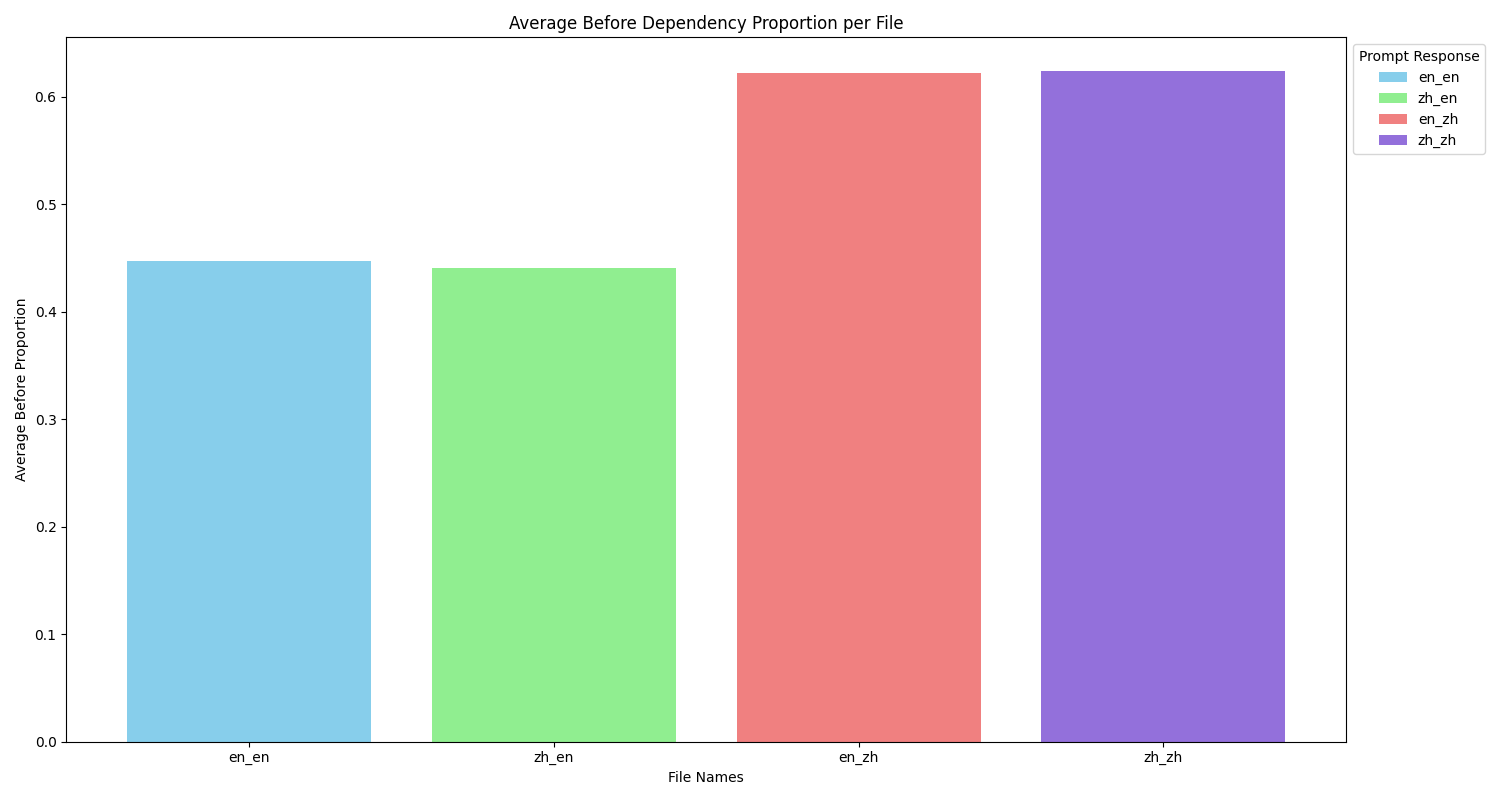 Average Before Dependency Proportion per File
Average Before Proportion
0.6
0.5
0.4
0.3
0.2
0.1
0.0
en_en
zh_en
en_zh
zh_zh
File Names
Prompt Response
en_en
zh_en
en_zh
zh_zh